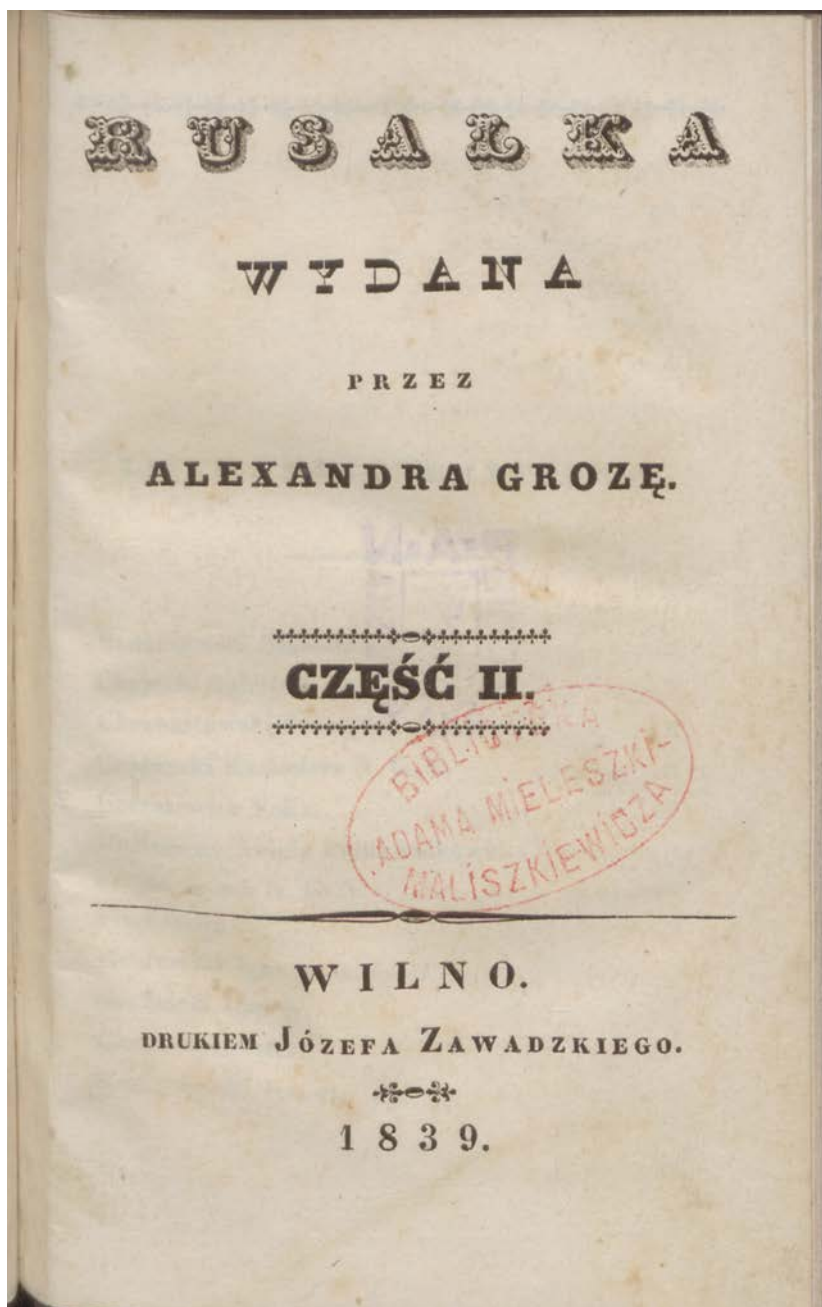 RUSAŁKA
WYDANA
PRZEZ
ALEXANDRA GROZĘ.
CZĘŚĆ II.
BIBLIOTEKA
ADAMA MIELESZKI-
MALISZKIEWICZA
WILNO.
DRUKIEM JÓZEFA ZAWADZKIEGO.
1839.